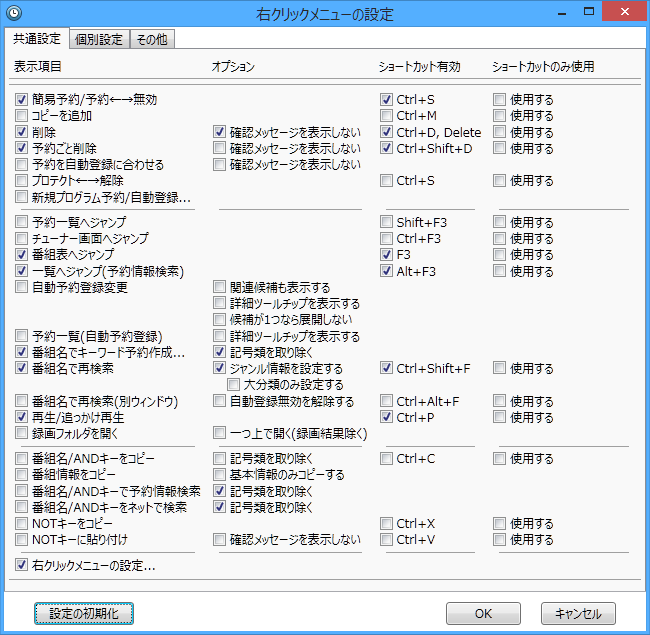 右クリックメニューの設定
共通設定 個別設定 その他
表示項目 オプション ショートカット有効 ショートカットのみ使用
簡易予約/予約←→無効 Ctrl+S 使用する
コピーを追加 Ctrl+M 使用する
削除 確認メッセージを表示しない Ctrl+D, Delete 使用する
予約ごと削除 確認メッセージを表示しない Ctrl+Shift+D 使用する
予約を自動登録に合わせる 確認メッセージを表示しない
プロテクト←→解除 Ctrl+S 使用する
新規プログラム予約/自動登録...
予約一覧へジャンプ Shift+F3 使用する
チューナー画面へジャンプ Ctrl+F3 使用する
番組表へジャンプ F3 使用する
一覧へジャンプ(予約情報検索) Alt+F3 使用する
自動予約登録変更 関連候補も表示する
詳細ツールチップを表示する
候補が1つなら展開しない
予約一覧(自動予約登録) 詳細ツールチップを表示する
番組名でキーワード予約作成... 記号類を取り除く
番組名で再検索 ジャンル情報を設定する Ctrl+Shift+F 使用する
大分類のみ設定する
番組名で再検索(別ウィンドウ) 自動登録無効を解除する Ctrl+Alt+F 使用する
再生/追っかけ再生 Ctrl+P 使用する
録画フォルダを開く 一つ上で開く(録画結果除く)
番組名/ANDキーをコピー 記号類を取り除く Ctrl+C 使用する
番組情報をコピー 基本情報のみコピーする
番組名/ANDキーで予約情報検索 記号類を取り除く
番組名/ANDキーをネットで検索 記号類を取り除く
NOTキーをコピー Ctrl+X 使用する
NOTキーに貼り付け 確認メッセージを表示しない Ctrl+V 使用する
右クリックメニューの設定...
設定の初期化 OK キャンセル